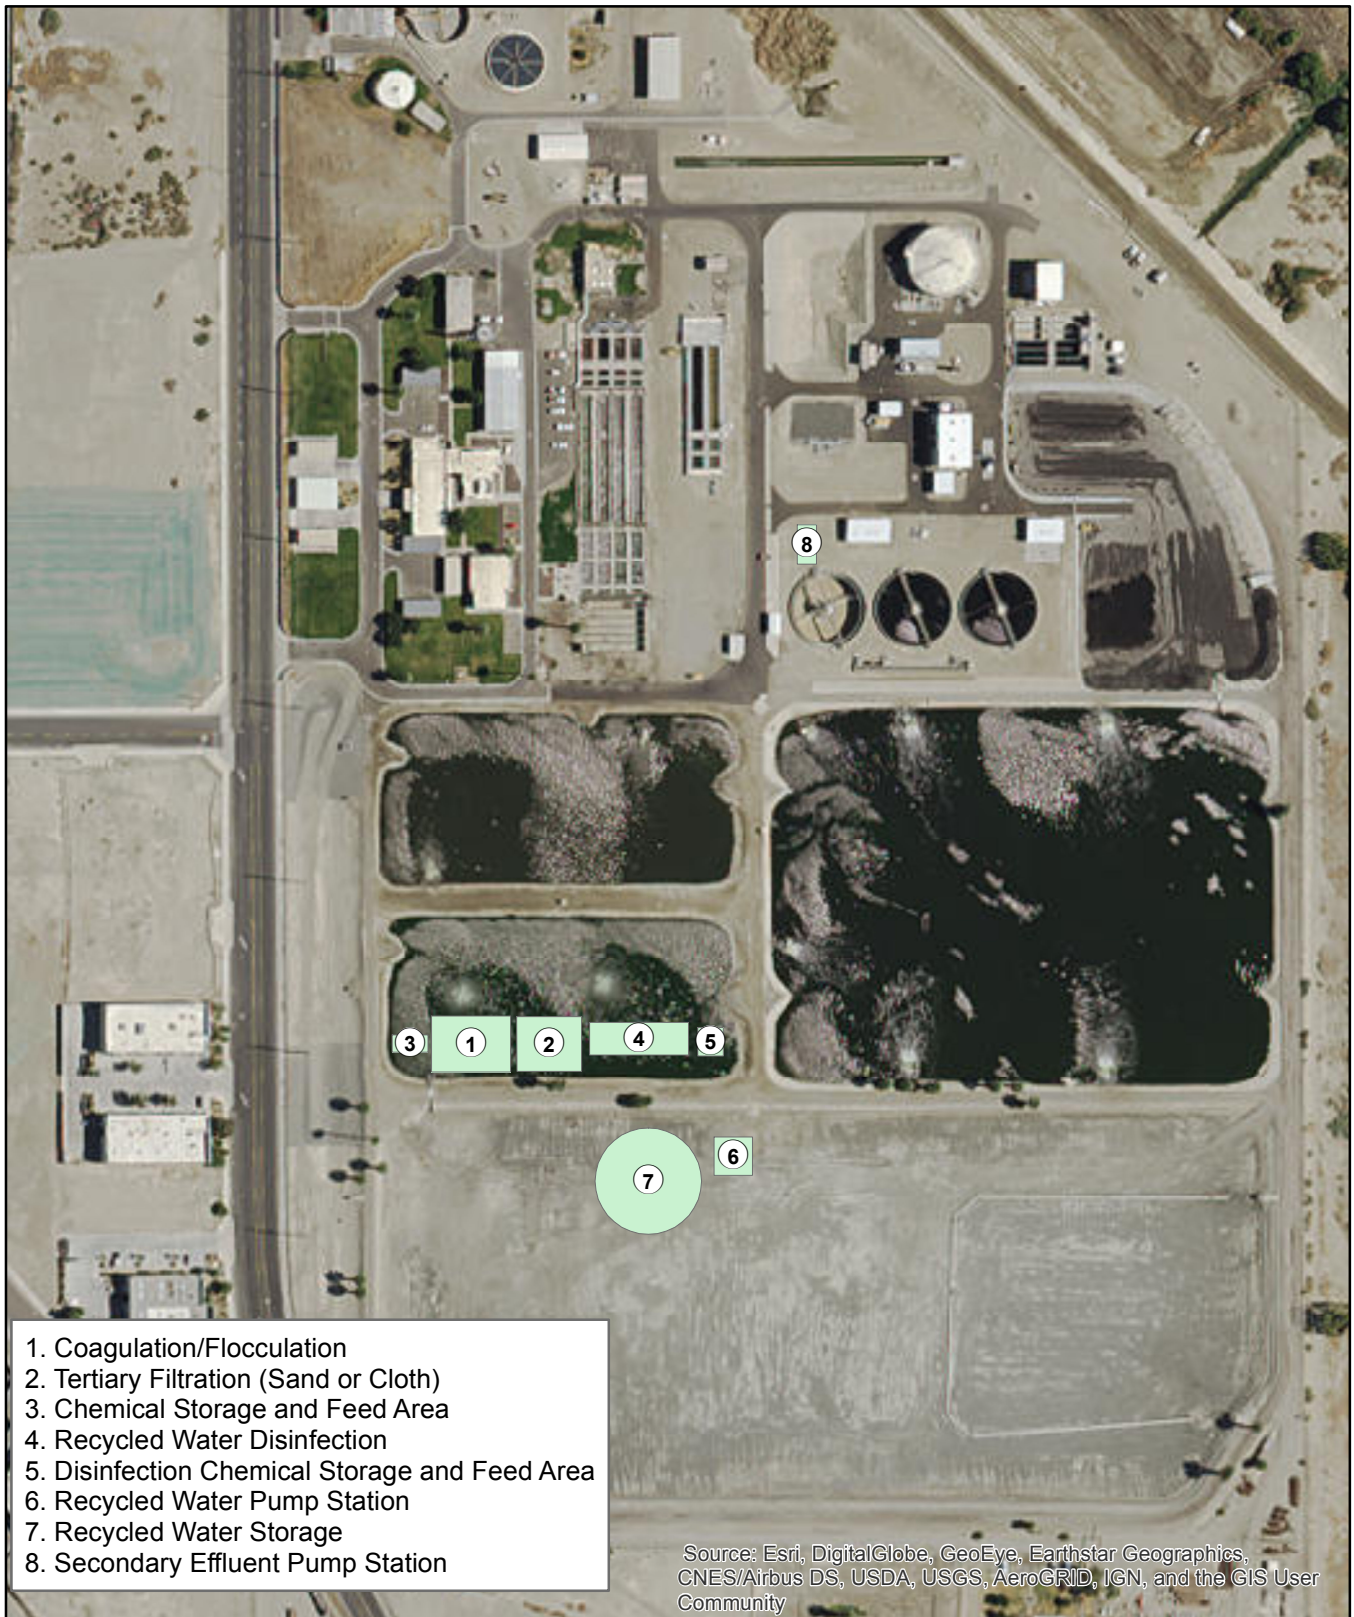 8
3
1
2
4
5
6
7
1. Coagulation/Flocculation
2. Tertiary Filtration (Sand or Cloth)
3. Chemical Storage and Feed Area
4. Recycled Water Disinfection
5. Disinfection Chemical Storage and Feed Area
6. Recycled Water Pump Station
7. Recycled Water Storage
8. Secondary Effluent Pump Station
Source: Esri, DigitalGlobe, GeoEye, Earthstar Geographics,
CNES/Airbus DS, USDA, USGS, AeroGRID, IGN, and the GIS User
Community